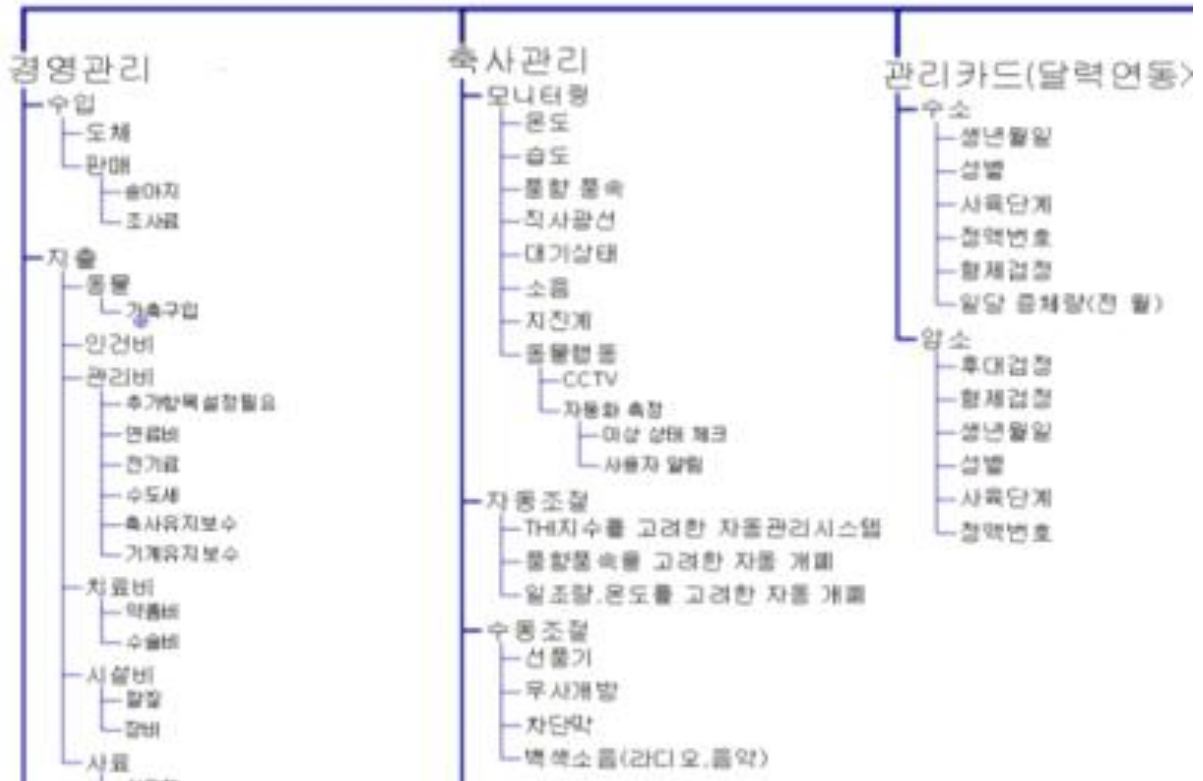 경영관리
수입
도체
판매
송아지
조사료
지출
동물
가축구입
인건비
관리비
추가항목설정필요
연료비
전기료
수도세
축사유지보수
기계유지보수
치료비
약품비
수술비
시설비
깔짚
장비
사료
축사관리
모니터링
온도
습도
풍향 풍속
직사광선
대기상태
소음
지진계
동물행동
CCTV
자동화 측정
이상 상태 체크
사용자 알림
자동조절
THI지수를 고려한 자동관리시스템
풍향풍속을 고려한 자동 개폐
일조량,온도를 고려한 자동 개폐
수동조절
선풍기
우사개방
차단막
백색소음(라디오,음악)
관리카드(달력연동>
수소
생년월일
성별
사육단계
정액번호
형제검정
일당 증체량(전 월)
암소
후대검정
형제검정
생년월일
성별
사육단계
정액번호